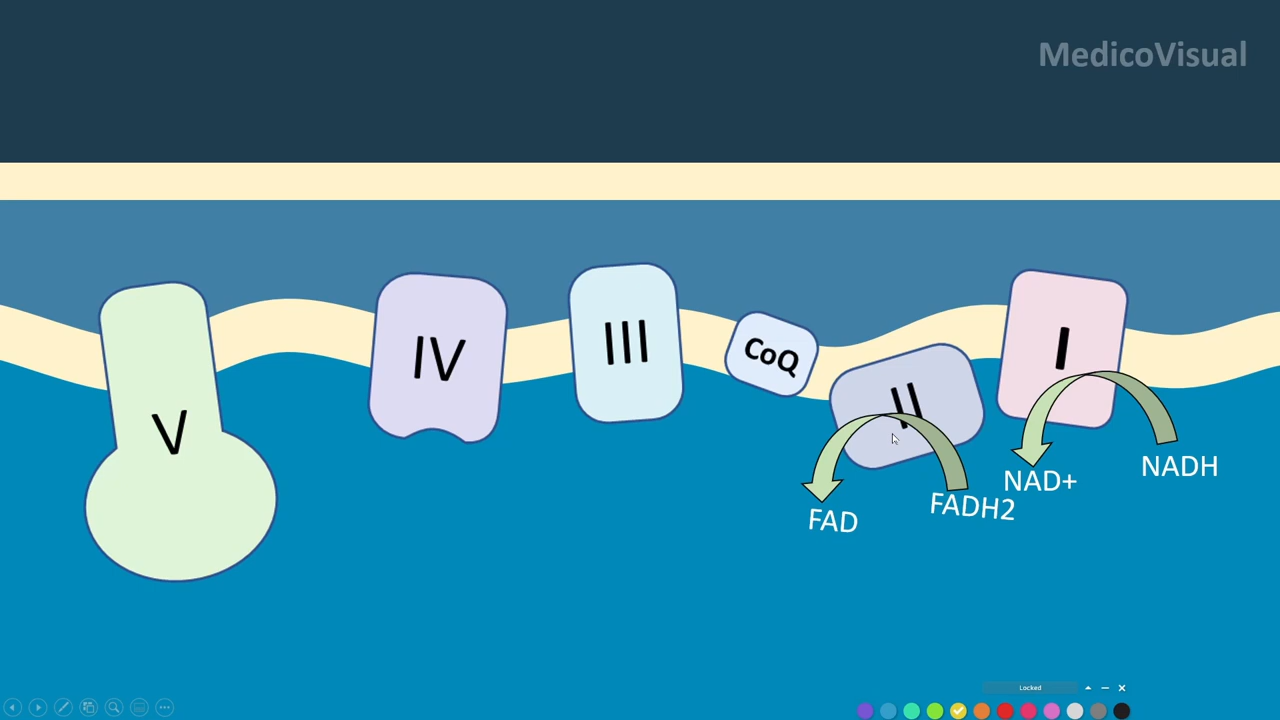 MedicoVisual
I
III
IV
CoQ
II
V
NADH
NAD+
FADH2
FAD
Locked